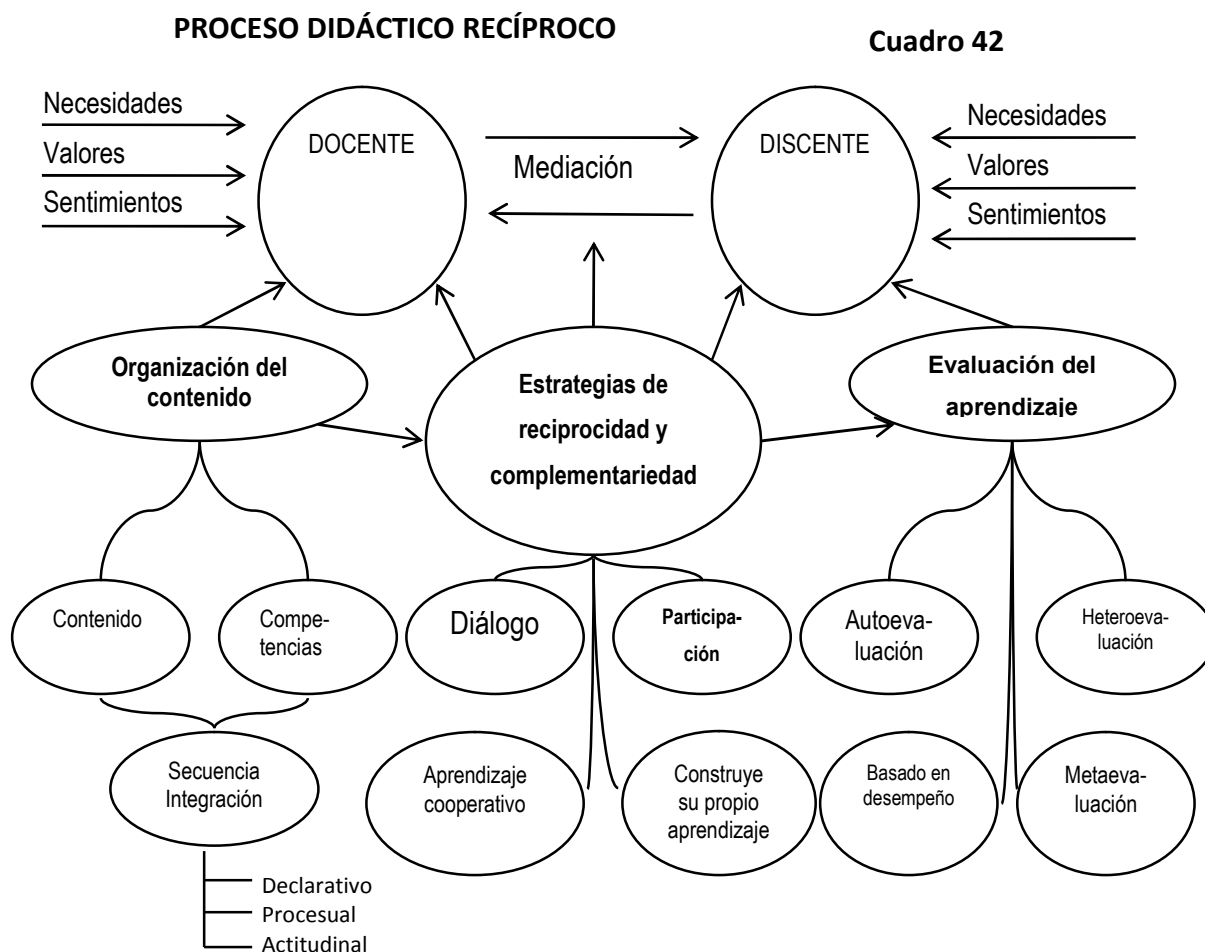 PROCESO DIDÁCTICO RECÍPROCO
Cuadro 42
Necesidades
Valores
Sentimientos
DOCENTE
Mediación
DISCENTE
Necesidades
Valores
Sentimientos
Organización del
contenido
Estrategias de
reciprocidad y
complementariedad
Evaluación del
aprendizaje
Contenido
Compe-
tencias
Diálogo
Participa-
ción
Autoeva-
luación
Heteroeva-
luación
Secuencia
Integración
Aprendizaje
cooperativo
Construye
su propio
aprendizaje
Basado en
desempeño
Metaeva-
luación
Declarativo
Procesual
Actitudinal